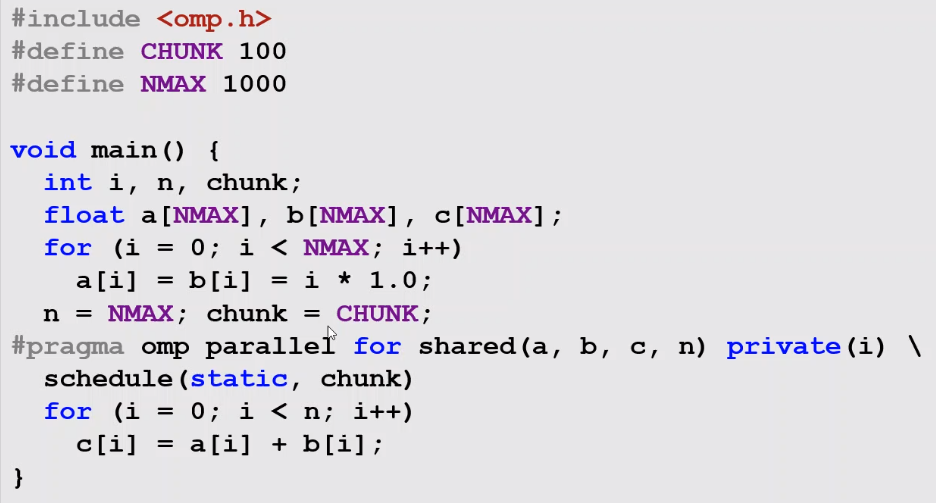 #include <omp.h>
#define CHUNK 100
#define NMAX 1000
void main() {
int i, n, chunk;
float a[NMAX], b[NMAX], c[NMAX];
for (i = 0; i < NMAX; i++)
a[i] = b[i] = i * 1.0;
n = NMAX; chunk = CHUNK;
#pragma omp parallel for shared(a, b, c, n) private(i) \
schedule(static, chunk)
for (i = 0; i < n; i++)
c[i] = a[i] + b[i];
}